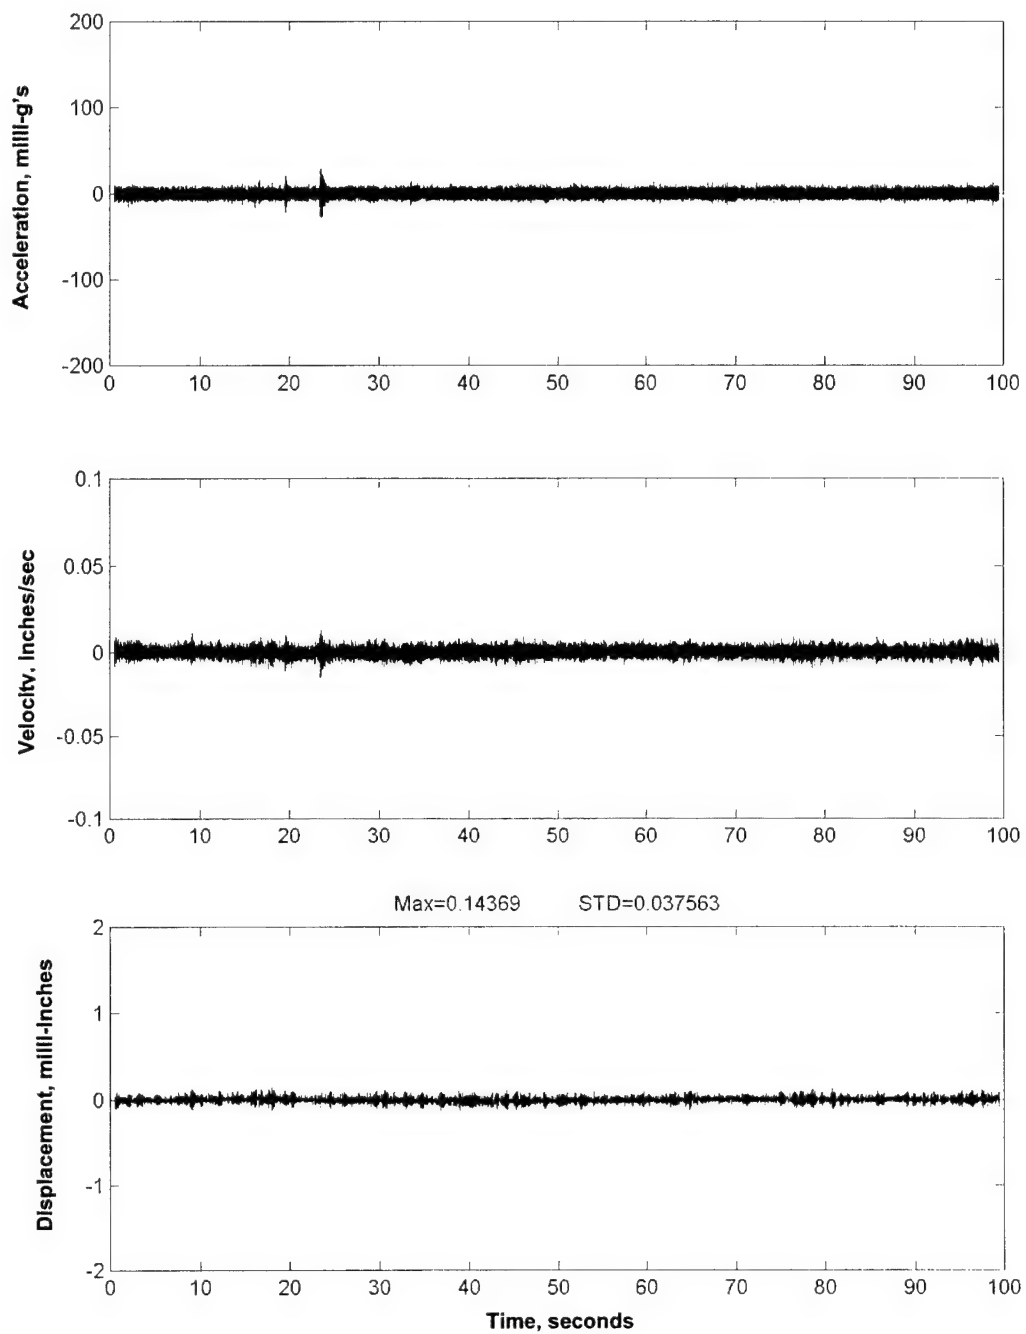 Acceleration, milli-g's
200
100
0
-100
-200
0 10 20 30 40 50 60 70 80 90 100
Velocity, Inches/sec
0.1
0.05
0
-0.05
-0.1
0 10 20 30 40 50 60 70 80 90 100
Max=0.14369 STD=0.037563
Displacement, milli-Inches
2
1
0
-1
-2
0 10 20 30 40 50 60 70 80 90 100
Time, seconds